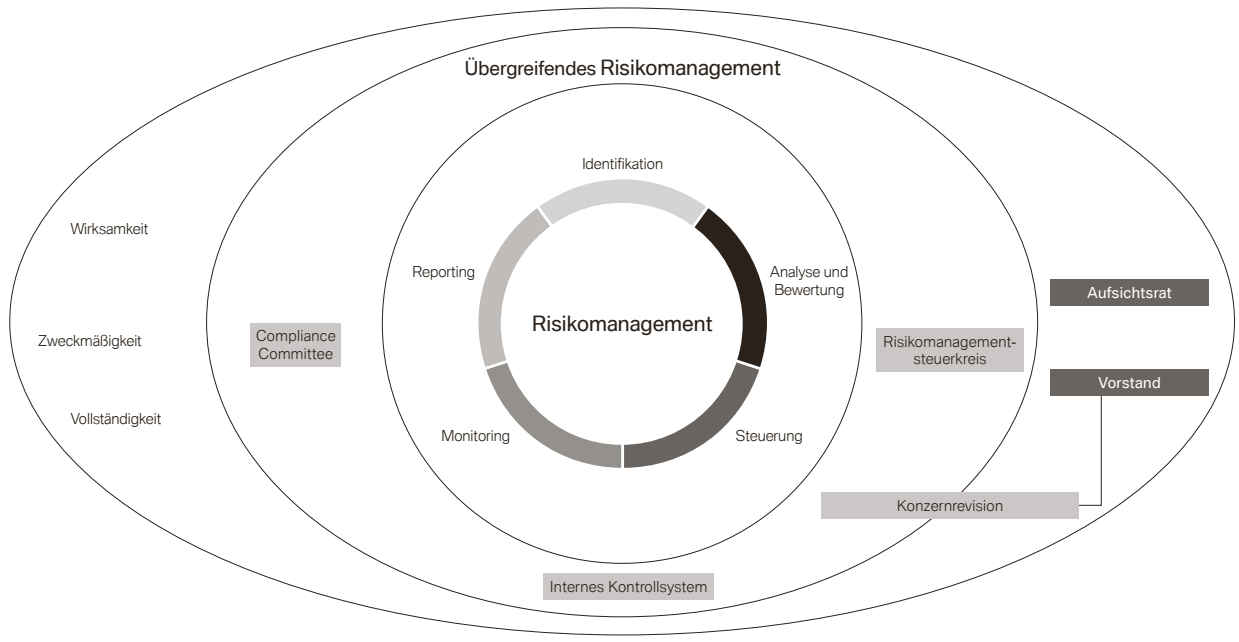 Übergreifendes Risikomanagement
Identifikation
Wirksamkeit
Reporting
Analyse und
Bewertung
Aufsichtsrat
Risikomanagement
Zweckmäßigkeit
Compliance
Committee
Risikomanagement-
steuerkreis
Vorstand
Vollständigkeit
Monitoring
Steuerung
Konzernrevision
Internes Kontrollsystem